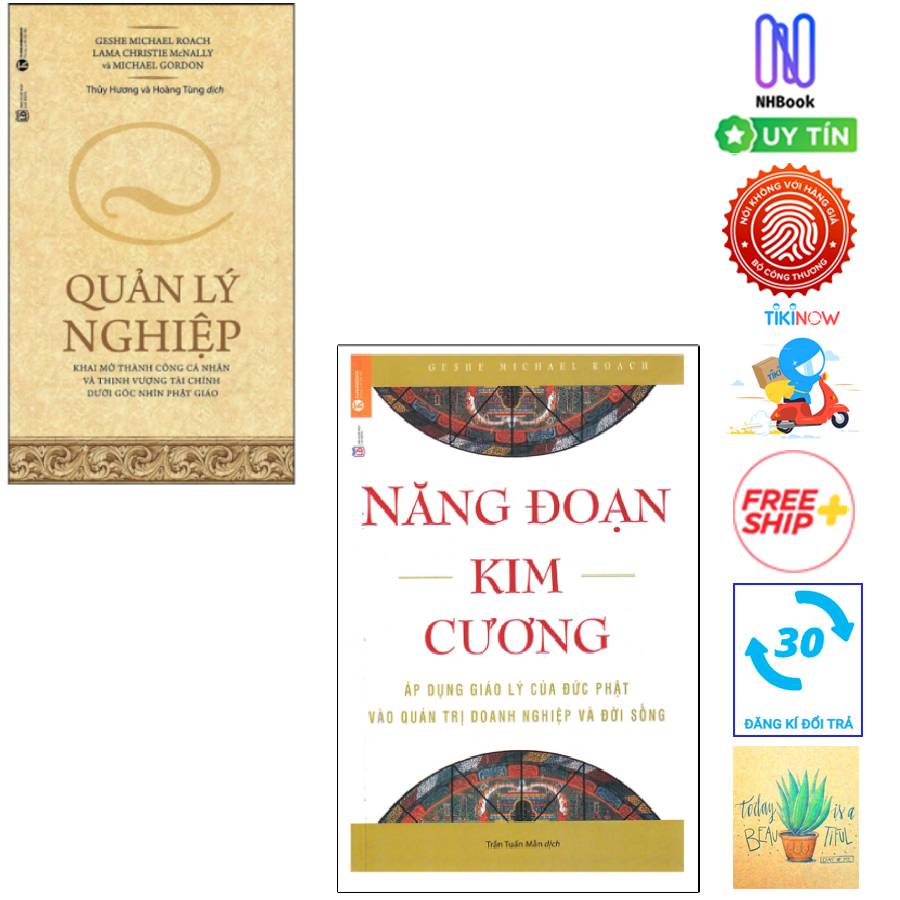 GESHE MICHAEL ROACH
LAMA CHRISTIE McNALLY
và MICHAEL GORDON
Thủy Hương và Hoàng Tùng dịch
QUẢN LÝ
NGHIỆP
KHAI MỞ THÀNH CÔNG CÁ NHÂN
VÀ THỊNH VƯỢNG TÀI CHÍNH
DƯỚI GÓC NHÌN PHẬT GIÁO
GESHE MICHAEL ROACH
NĂNG ĐOẠN
KIM
CƯƠNG
ÁP DỤNG GIÁO LÝ CỦA ĐỨC PHẬT
VÀO QUẢN TRỊ DOANH NGHIỆP VÀ ĐỜI SỐNG
Trần Tuấn Mẫn dịch
NHBook
UY TÍN
NÓI KHÔNG VỚI HÀNG GIẢ
BỘ CÔNG THƯƠNG
TIKINOW
TIKI
FREE
SHIP+
30
ĐĂNG KÍ ĐỔI TRẢ
today is a
BEAUTIFUL